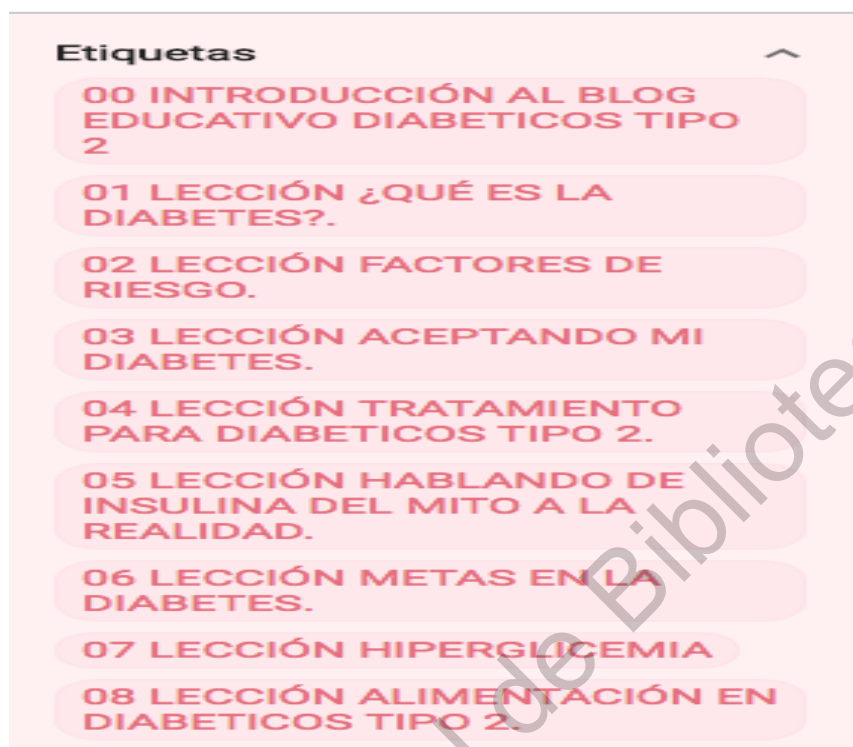 Etiquetas
00 INTRODUCCIÓN AL BLOG
EDUCATIVO DIABETICOS TIPO
2
01 LECCIÓN ¿QUÉ ES LA
DIABETES?.
02 LECCIÓN FACTORES DE
RIESGO.
03 LECCIÓN ACEPTANDO MI
DIABETES.
04 LECCIÓN TRATAMIENTO
PARA DIABETICOS TIPO 2.
05 LECCIÓN HABLANDO DE
INSULINA DEL MITO A LA
REALIDAD.
06 LECCIÓN METAS EN LA
DIABETES.
07 LECCIÓN HIPERGLICEMIA
08 LECCIÓN ALIMENTACIÓN EN
DIABETICOS TIPO 2.
de